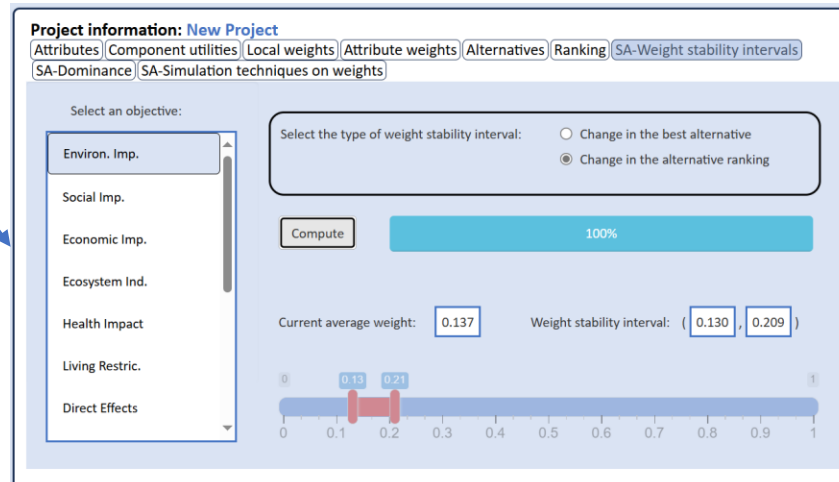 Project information: New Project
Attributes Component utilities Local weights Attribute weights Alternatives Ranking SA-Weight stability intervals
SA-Dominance SA-Simulation techniques on weights
Select an objective:
Environ. Imp.
Social Imp.
Economic Imp.
Ecosystem Ind.
Health Impact
Living Restric.
Direct Effects
Select the type of weight stability interval:
Change in the best alternative
Change in the alternative ranking
Compute
100%
Current average weight: 0.137 Weight stability interval: ( 0.130 , 0.209 )
0 0.13 0.21 1
0 0.1 0.2 0.3 0.4 0.5 0.6 0.7 0.8 0.9 1